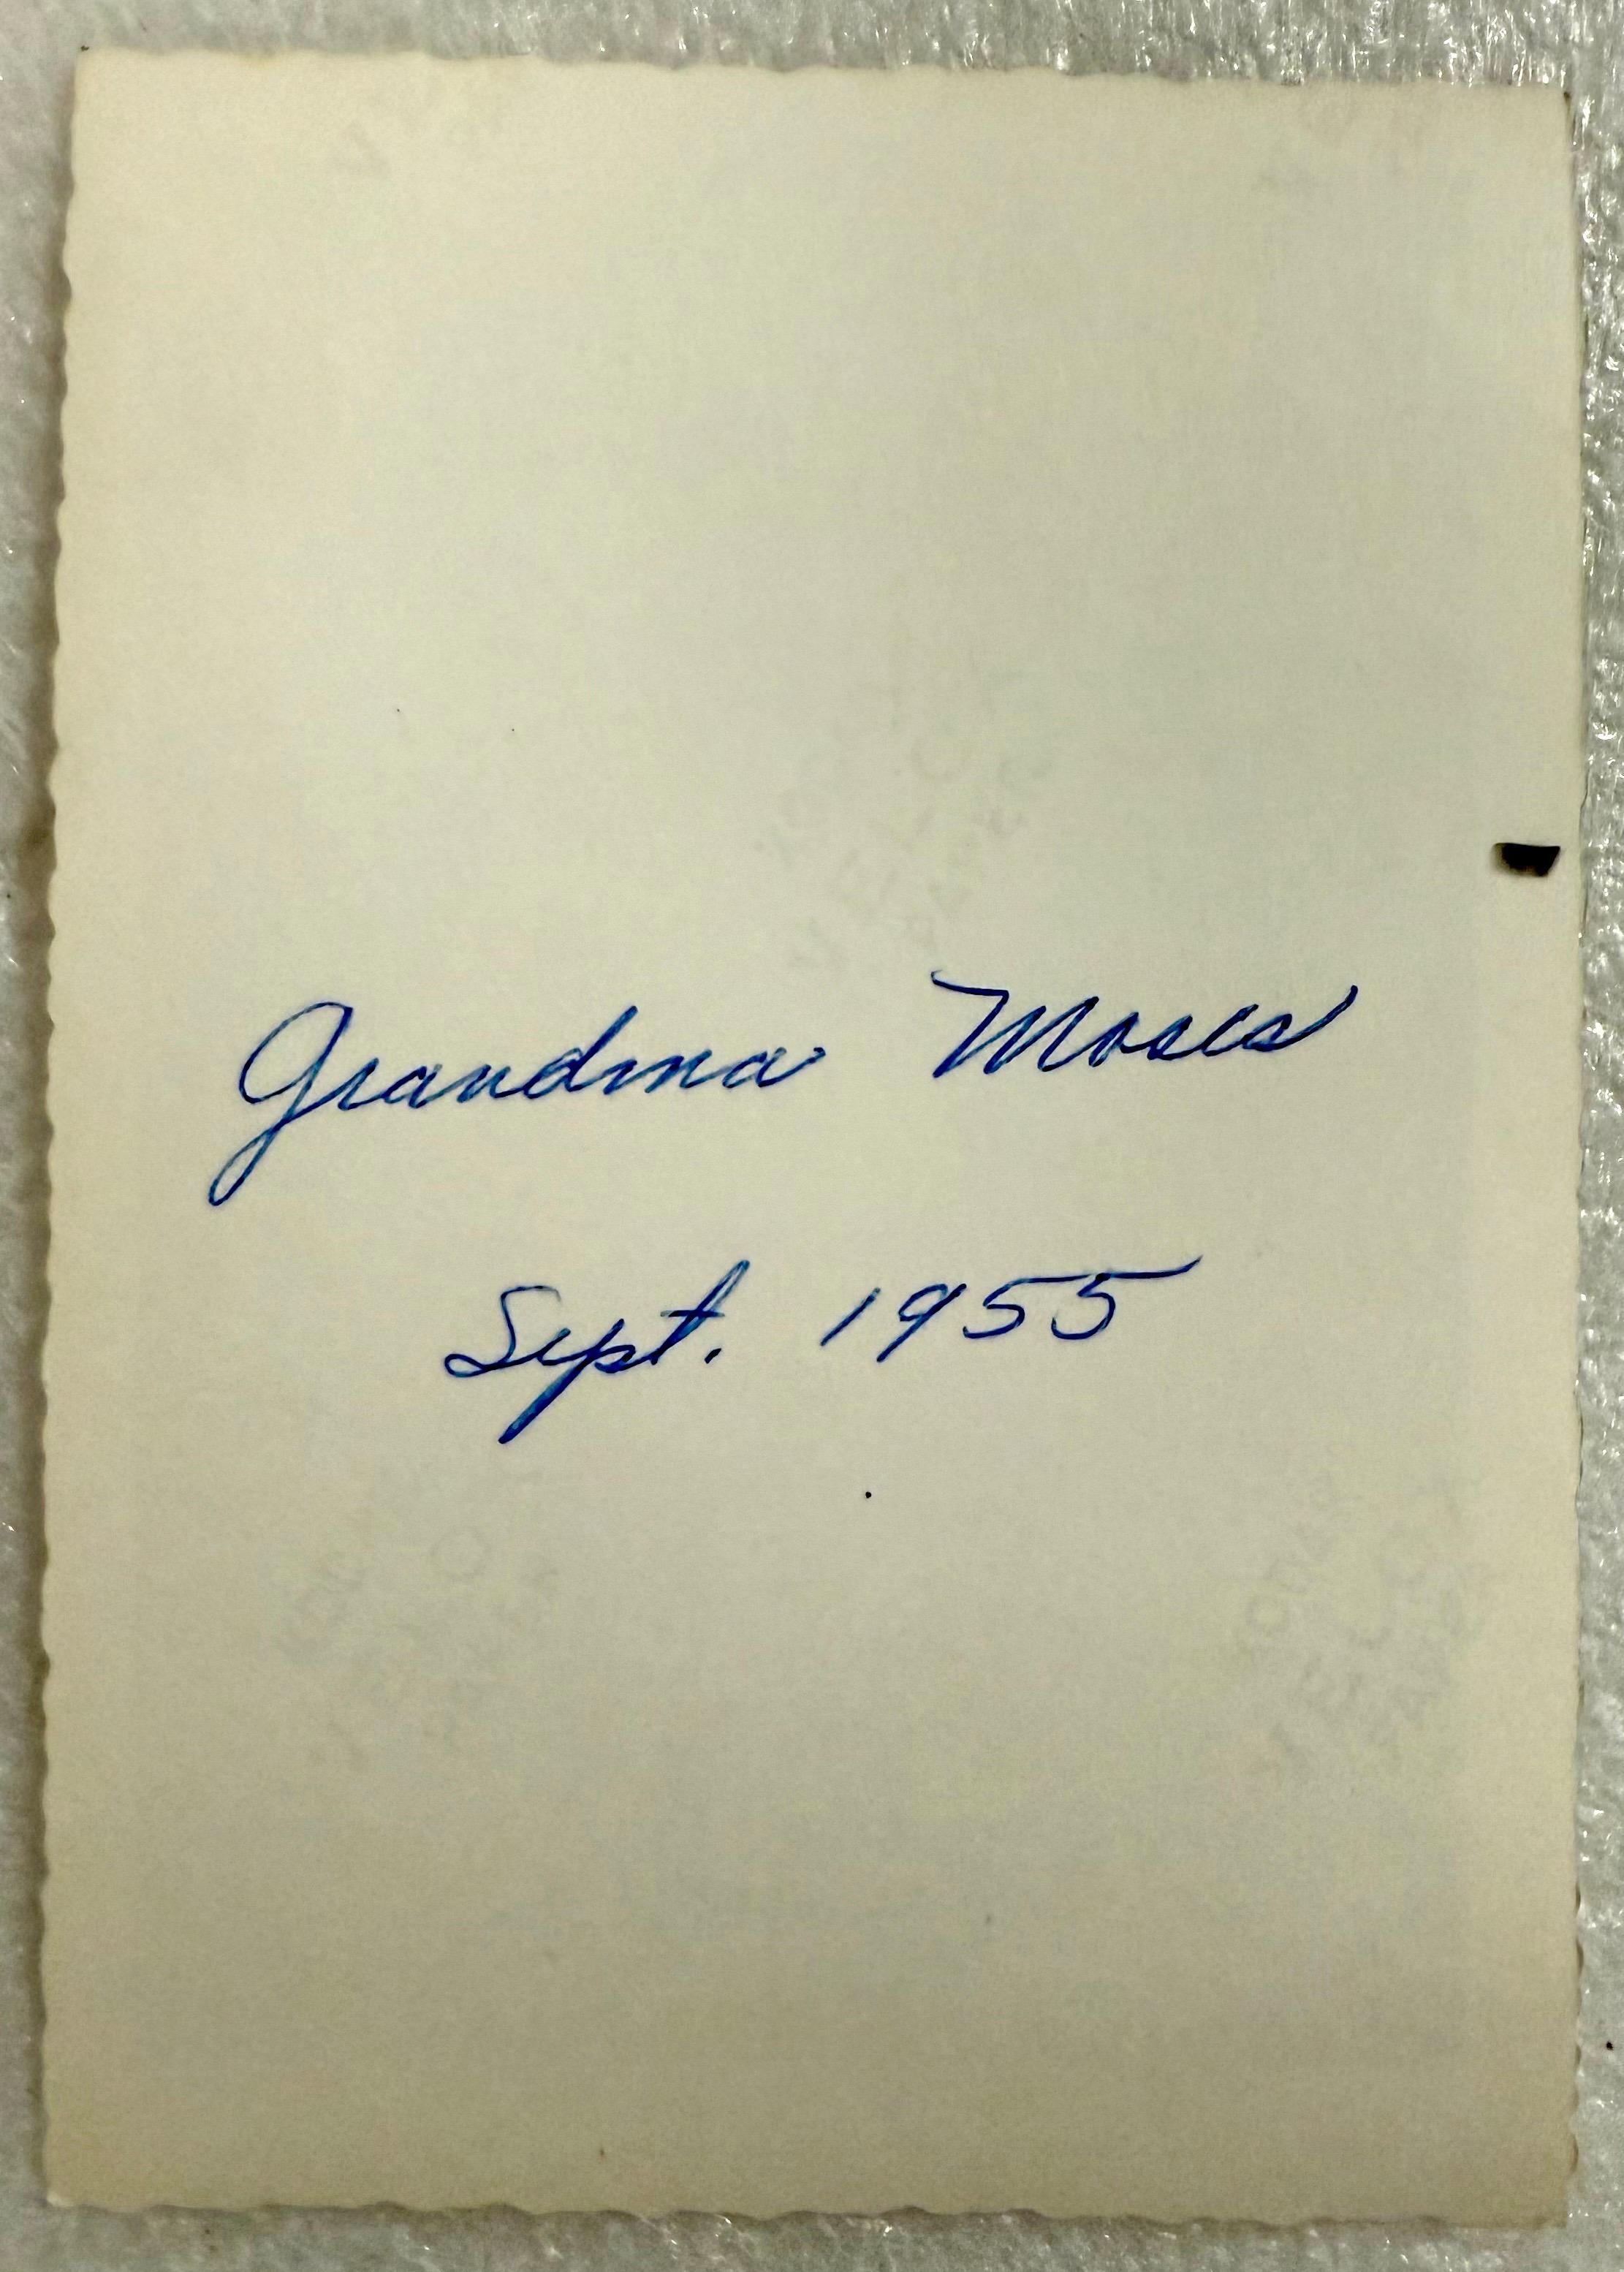 Grandma Moses
Sept. 1955